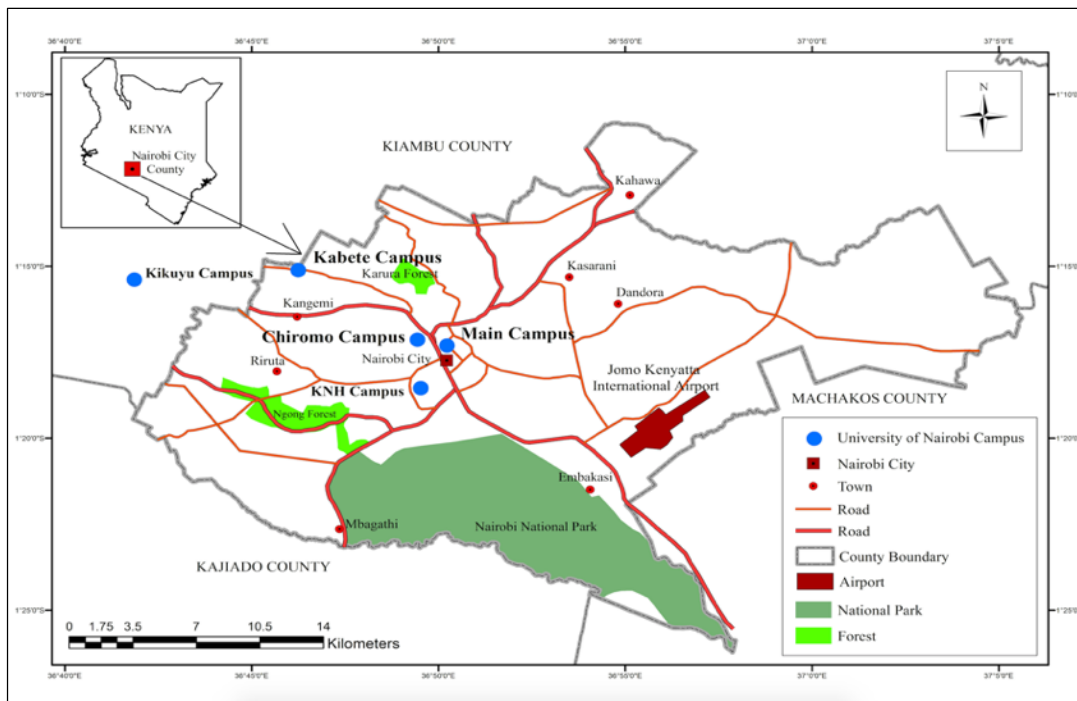 36°40'0"E 36°45'0"E 36°50'0"E 36°55'0"E 37°0'0"E 37°5'0"E
1°10'0"S 1°10'0"S
N
KENYA
Nairobi City
County
KIAMBU COUNTY
Kahawa
1°15'0"S 1°15'0"S
Kikuyu Campus
Kabete Campus
Karura Forest
Kasarani
Dandora
Kangemi
Chiromo Campus
Main Campus
Nairobi City
Riruta
KNH Campus
Jomo Kenyatta
International Airport
MACHAKOS COUNTY
Ngong Forest
1°20'0"S 1°20'0"S
Embakasi
Mbagathi
Nairobi National Park
KAJIADO COUNTY
1°25'0"S 1°25'0"S
University of Nairobi Campus
Nairobi City
Town
Road
Road
County Boundary
Airport
National Park
Forest
0 1.75 3.5 7 10.5 14
Kilometers
36°40'0"E 36°45'0"E 36°50'0"E 36°55'0"E 37°0'0"E 37°5'0"E